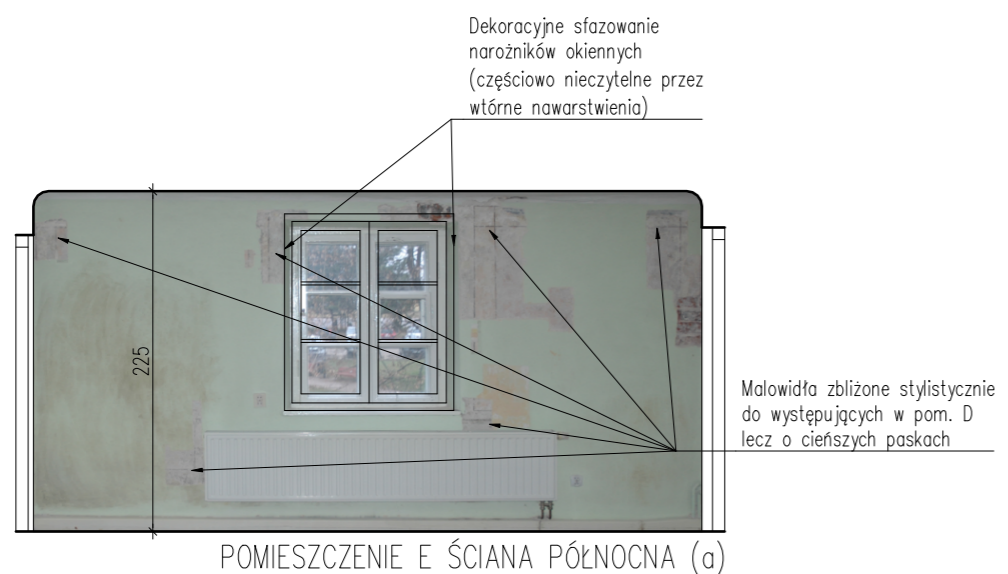 Dekoracyjne sfazowanie
narożników okiennych
(częściowo nieczytelne przez
wtórne nawarstwienia)
225
Malowidła zbliżone stylistycznie
do występujących w pom. D
lecz o cieńszych paskach
POMIESZCZENIE E ŚCIANA PÓŁNOCNA (a)